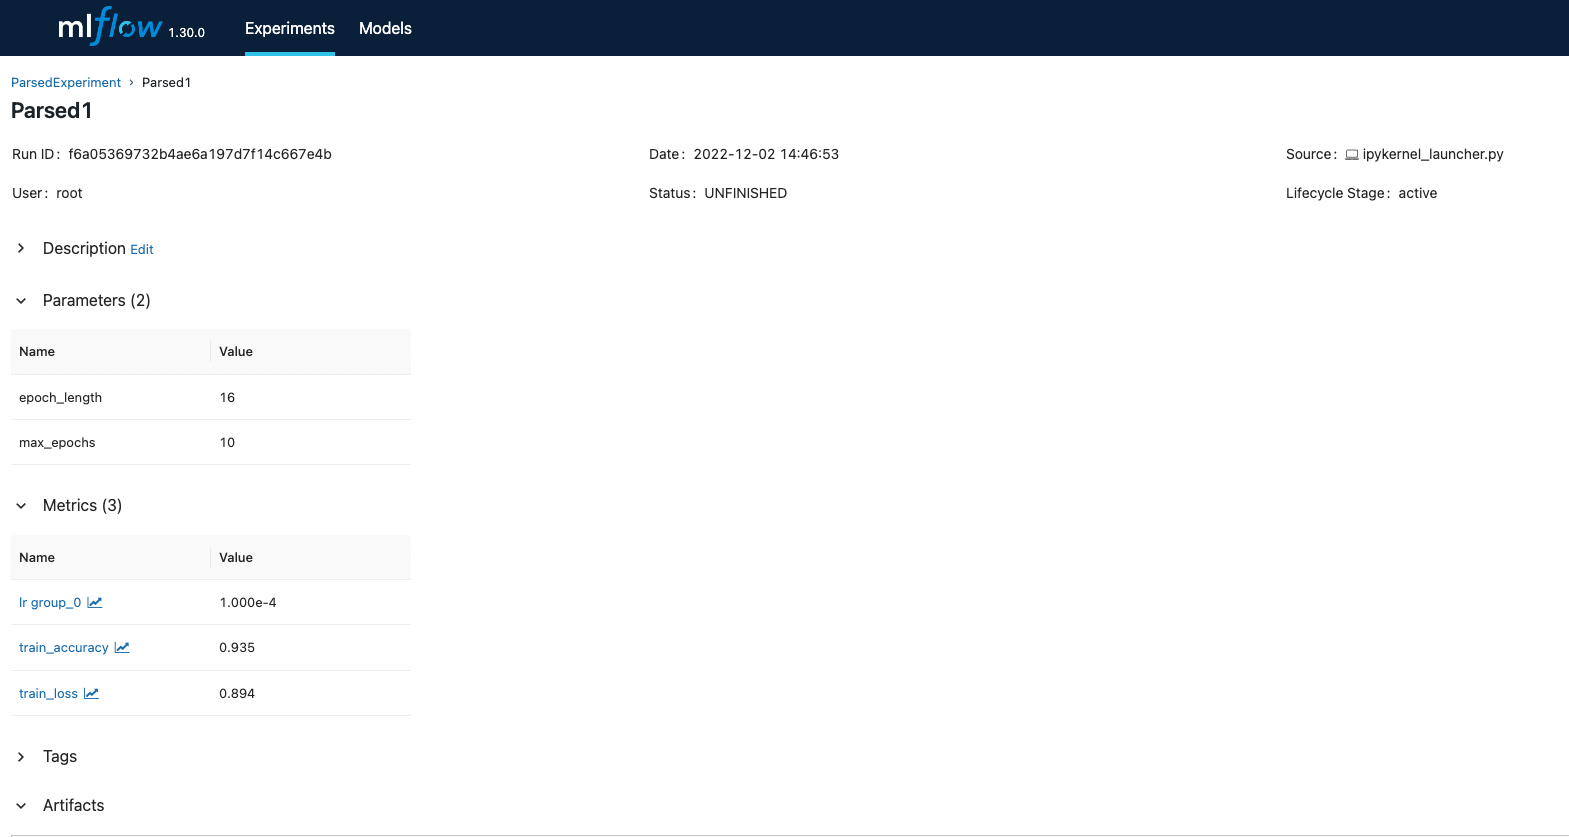 mlflow 1.30.0 Experiments Models
ParsedExperiment › Parsed1
Parsed1
Run ID: f6a05369732b4ae6a197d7f14c667e4b Date: 2022-12-02 14:46:53 Source: ipykernel_launcher.py
User: root Status: UNFINISHED Lifecycle Stage: active
Description Edit
Parameters (2)
Name Value
epoch_length 16
max_epochs 10
Metrics (3)
Name Value
lr group_0 1.000e-4
train_accuracy 0.935
train_loss 0.894
Tags
Artifacts